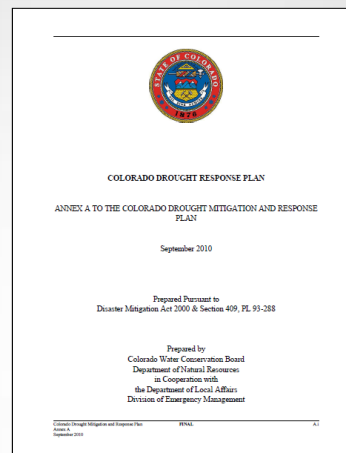 STATE OF COLORADO
1876
COLORADO DROUGHT RESPONSE PLAN
ANNEX A TO THE COLORADO DROUGHT MITIGATION AND RESPONSE
PLAN
September 2010
Prepared Pursuant to
Disaster Mitigation Act 2000 & Section 409, PL 93-288
Prepared by
Colorado Water Conservation Board
Department of Natural Resources
in Cooperation with
the Department of Local Affairs
Division of Emergency Management
Colorado Drought Mitigation and Response Plan FINAL A.i
Annex A
September 2010